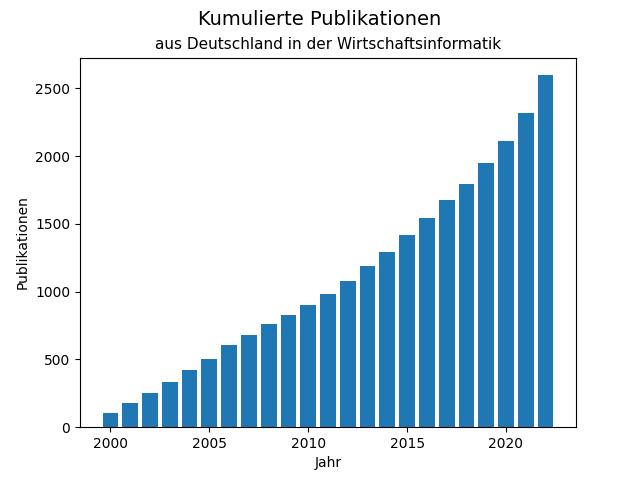 Kumulierte Publikationen
aus Deutschland in der Wirtschaftsinformatik
2500
2000
1500
1000
500
0
Publikationen
2000 2005 2010 2015 2020
Jahr